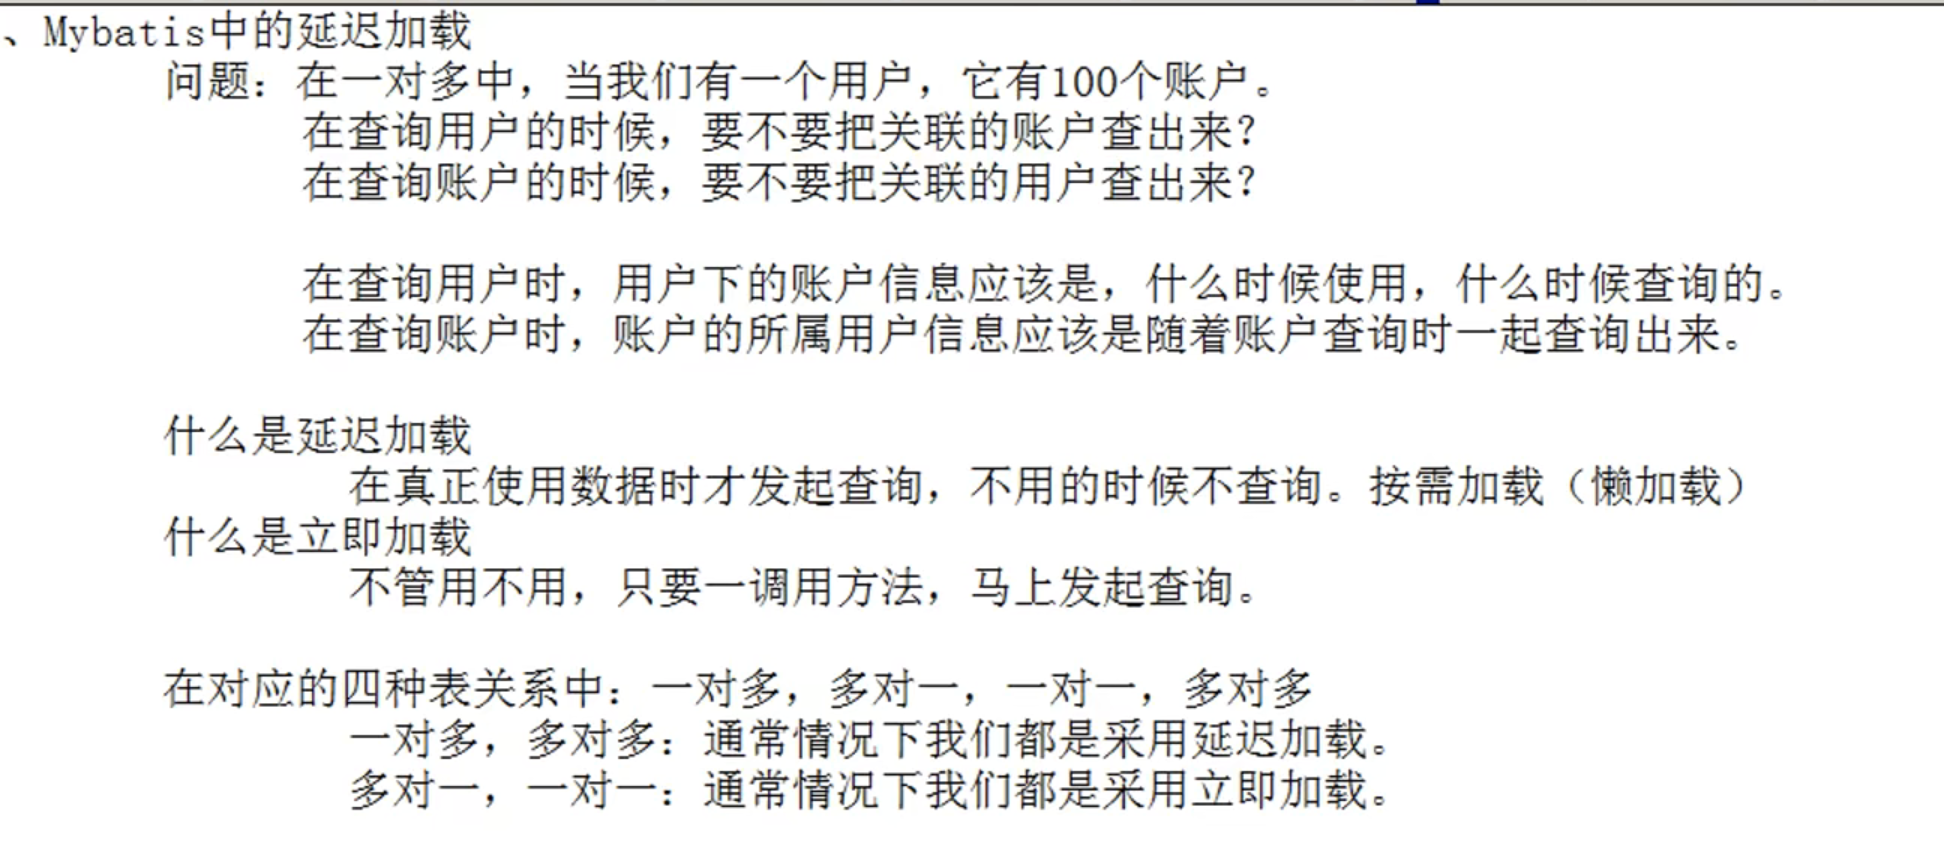 、Mybatis中的延迟加载
问题：在一对多中，当我们有一个用户，它有100个账户。
在查询用户的时候，要不要把关联的账户查出来？
在查询账户的时候，要不要把关联的用户查出来？
在查询用户时，用户下的账户信息应该是，什么时候使用，什么时候查询的。
在查询账户时，账户的所属用户信息应该是随着账户查询时一起查询出来。
什么是延迟加载
在真正使用数据时才发起查询，不用的时候不查询。按需加载（懒加载）
什么是立即加载
不管用不用，只要一调用方法，马上发起查询。
在对应的四种表关系中：一对多，多对一，一对一，多对多
一对多，多对多：通常情况下我们都是采用延迟加载。
多对一，一对一：通常情况下我们都是采用立即加载。